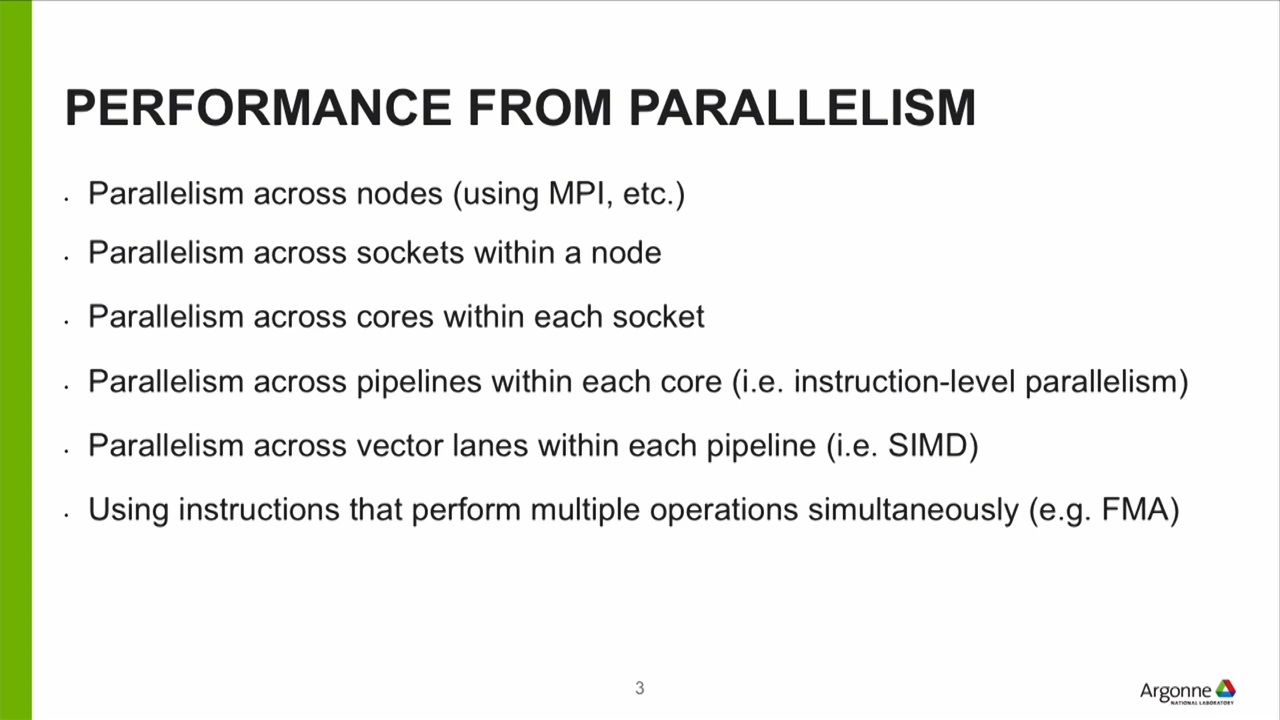 PERFORMANCE FROM PARALLELISM
• Parallelism across nodes (using MPI, etc.)
• Parallelism across sockets within a node
• Parallelism across cores within each socket
• Parallelism across pipelines within each core (i.e. instruction-level parallelism)
• Parallelism across vector lanes within each pipeline (i.e. SIMD)
• Using instructions that perform multiple operations simultaneously (e.g. FMA)
3
Argonne
NATIONAL LABORATORY